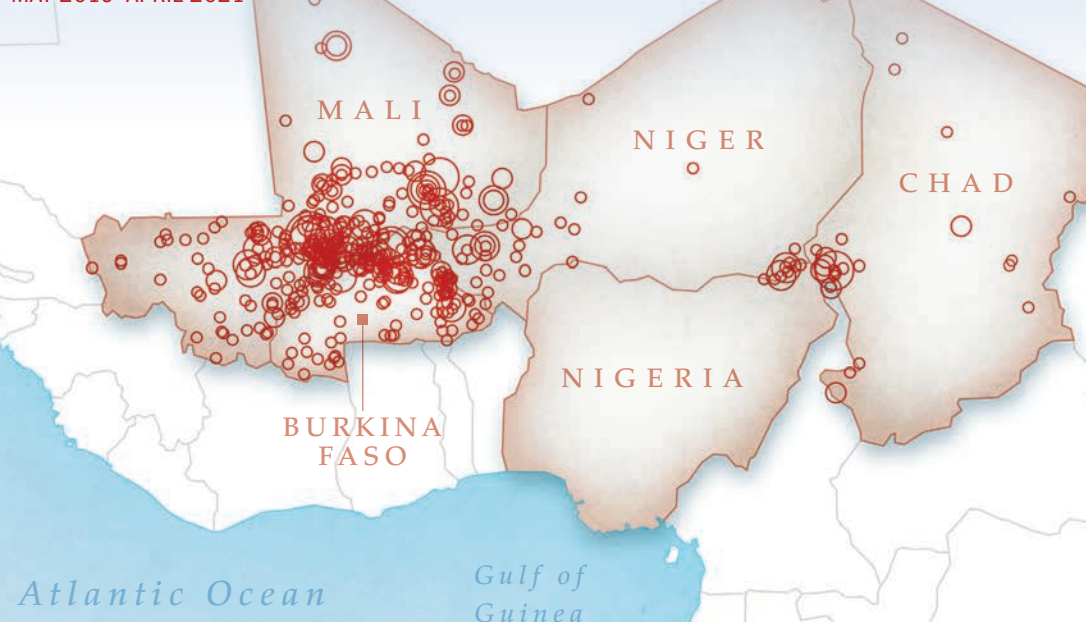 MALI
NIGER
CHAD
NIGERIA
BURKINA
FASO
Atlantic Ocean
Gulf of
Guinea